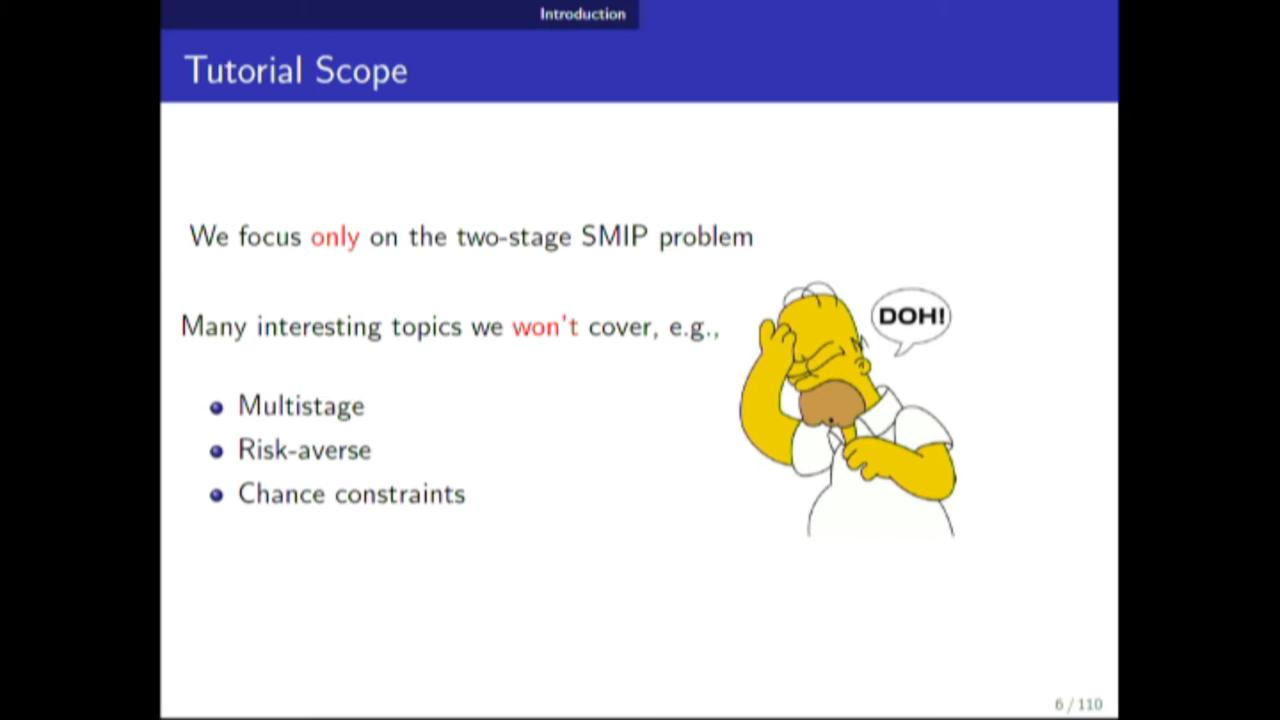 Introduction
Tutorial Scope
We focus only on the two-stage SMIP problem
Many interesting topics we won't cover, e.g.,
DOH!
Multistage
Risk-averse
Chance constraints
6 / 110